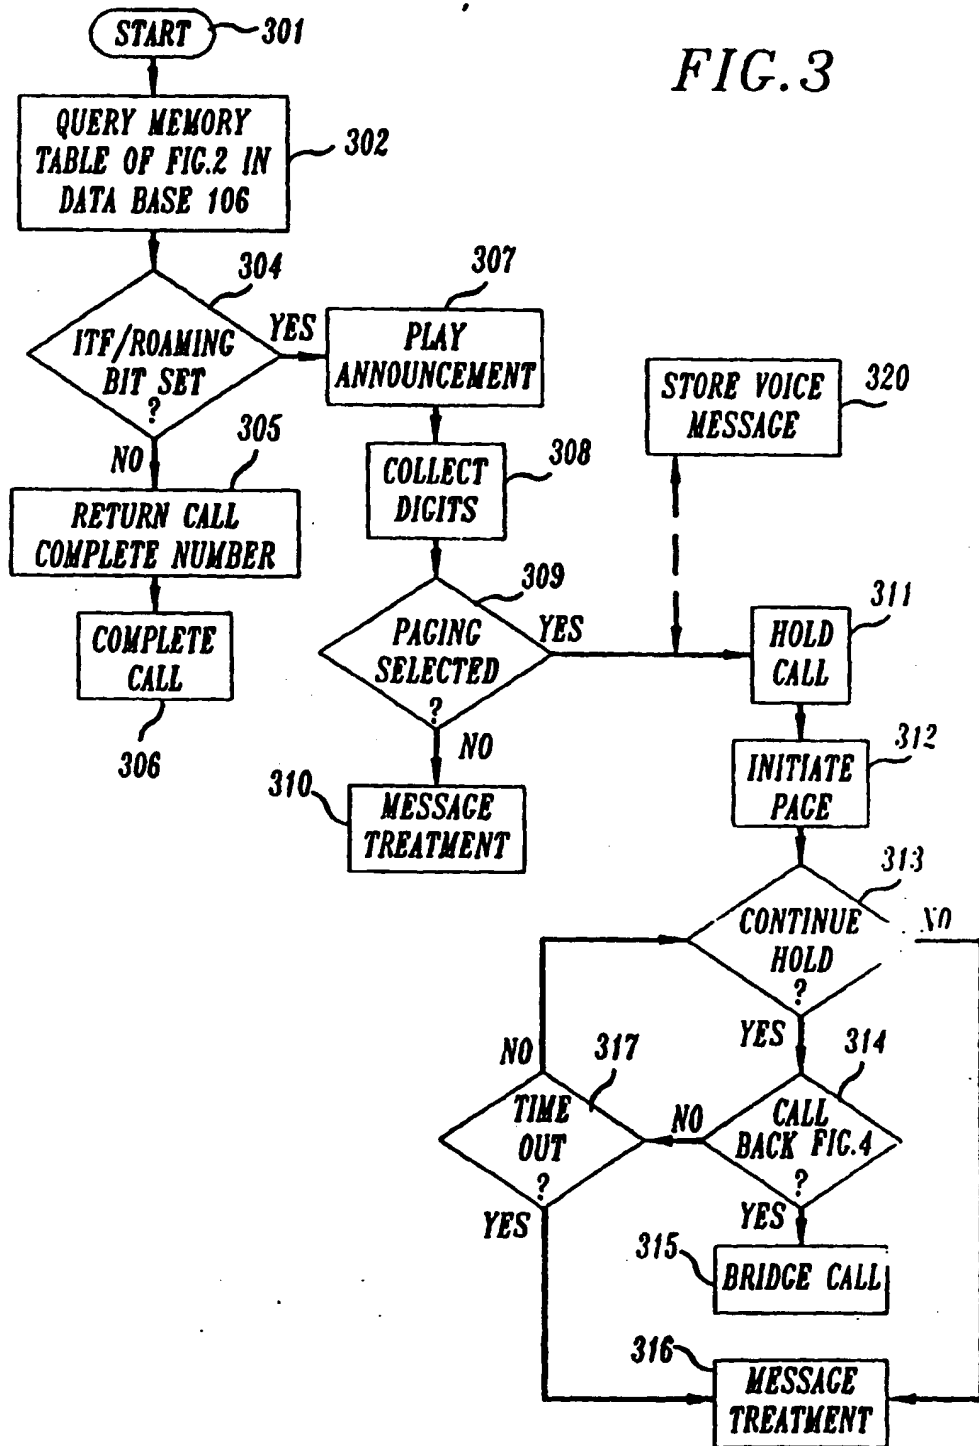 START
301
FIG.3
QUERY MEMORY
TABLE OF FIG.2 IN
DATA BASE 106
302
304
ITF/ROAMING
BIT SET
?
YES
NO
307
PLAY
ANNOUNCEMENT
305
RETURN CALL
COMPLETE NUMBER
COMPLETE
CALL
306
308
COLLECT
DIGITS
STORE VOICE
MESSAGE
320
309
PAGING
SELECTED
?
YES
NO
310
MESSAGE
TREATMENT
311
HOLD
CALL
312
INITIATE
PAGE
313
CONTINUE
HOLD
?
NO
YES
314
CALL
BACK FIG.4
?
NO
YES
317
TIME
OUT
?
NO
YES
315
BRIDGE CALL
316
MESSAGE
TREATMENT